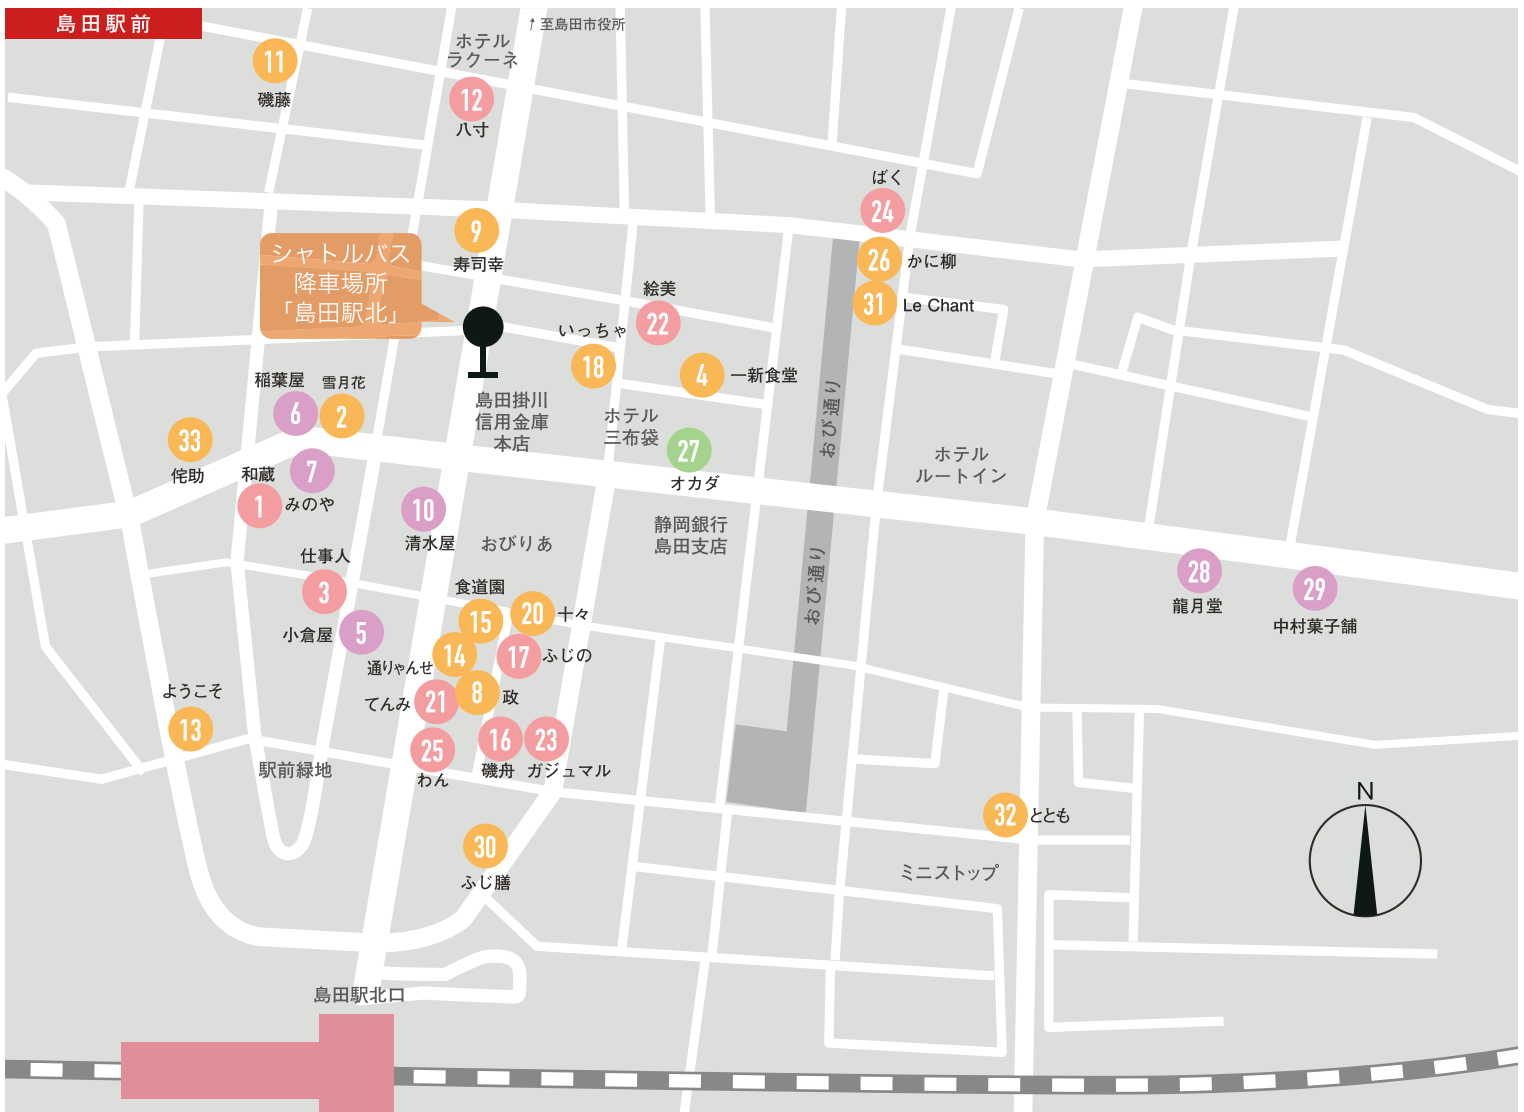 島田駅前
↑至島田市役所
ホテル
ラクーネ
11
磯藤
12
八寸
ばく
24
9
寿司幸
シャトルバス
降車場所
「島田駅北」
26
かに柳
31
Le Chant
絵美
22
いっちゃ
18
4
一新食堂
稲葉屋
6
雪月花
2
島田掛川
信用金庫
本店
ホテル
三布袋
おび通り
33
侘助
27
オカダ
ホテル
ルートイン
和蔵
1
7
みのや
10
清水屋
おびりあ
静岡銀行
島田支店
おび通り
仕事人
3
28
龍月堂
29
中村菓子舗
食道園
15
20
十々
小倉屋
5
通りゃんせ
14
17
ふじの
てんみ
21
8
政
ようこそ
13
25
わん
16
磯舟
23
ガジュマル
駅前緑地
N
32
ととも
30
ふじ膳
ミニストップ
島田駅北口